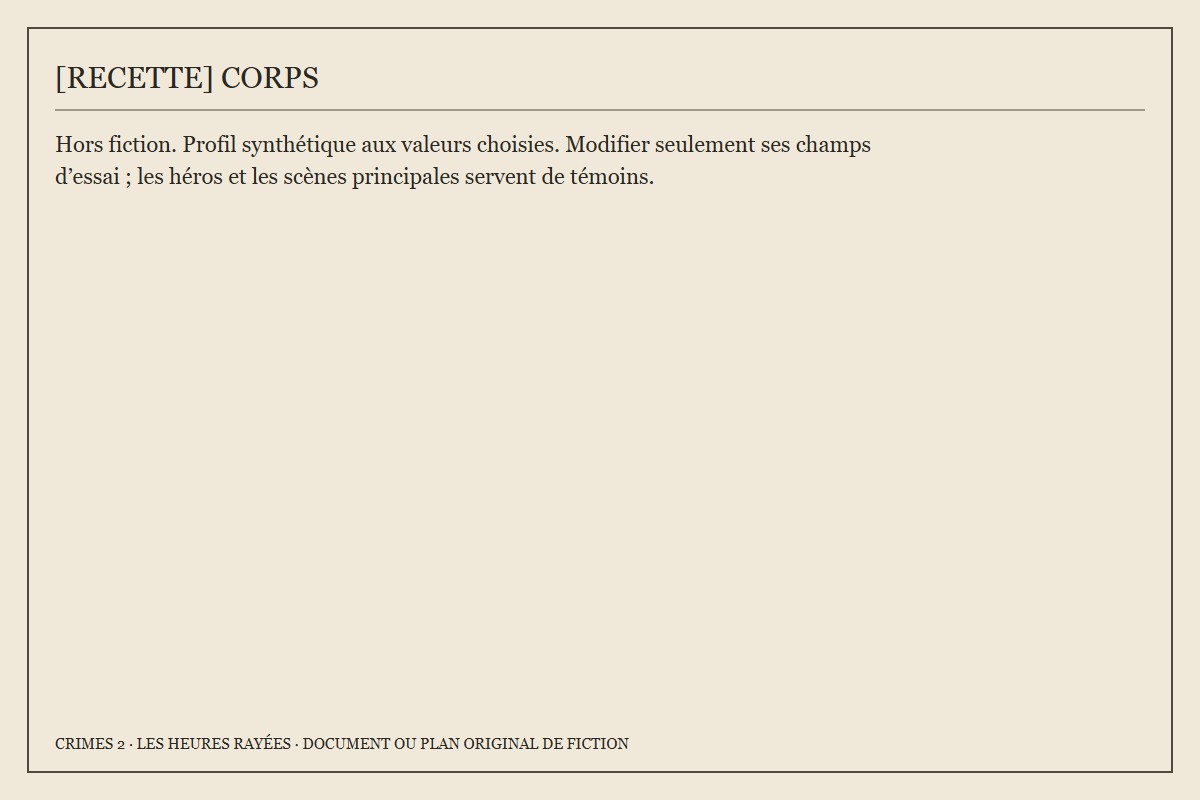 [RECETTE] CORPS
Hors fiction. Profil synthétique aux valeurs choisies. Modifier seulement ses champs
d’essai ; les héros et les scènes principales servent de témoins.
CRIMES 2 · LES HEURES RAYÉES · DOCUMENT OU PLAN ORIGINAL DE FICTION